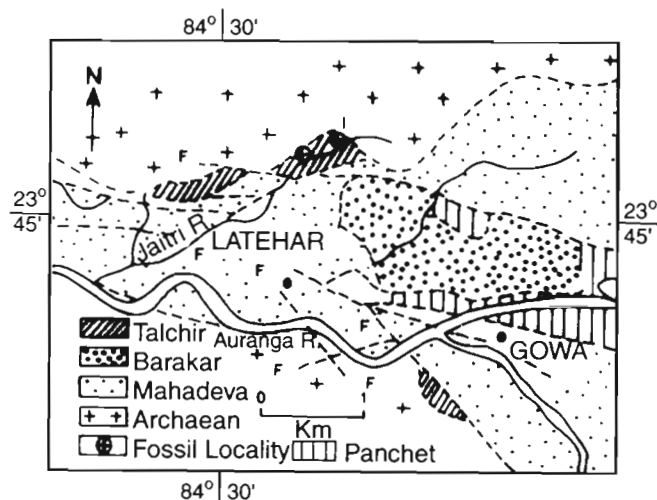 84° 30'
N
F
I
23°
45'
23
45'
Jaitri R.
LATEHAR
F
F
F
Auranga R.
F
F
F
GOWA
Talchir
Barakar
Mahadeva
Archaean
Fossil Locality
Panchet
0
Km
84° 30'